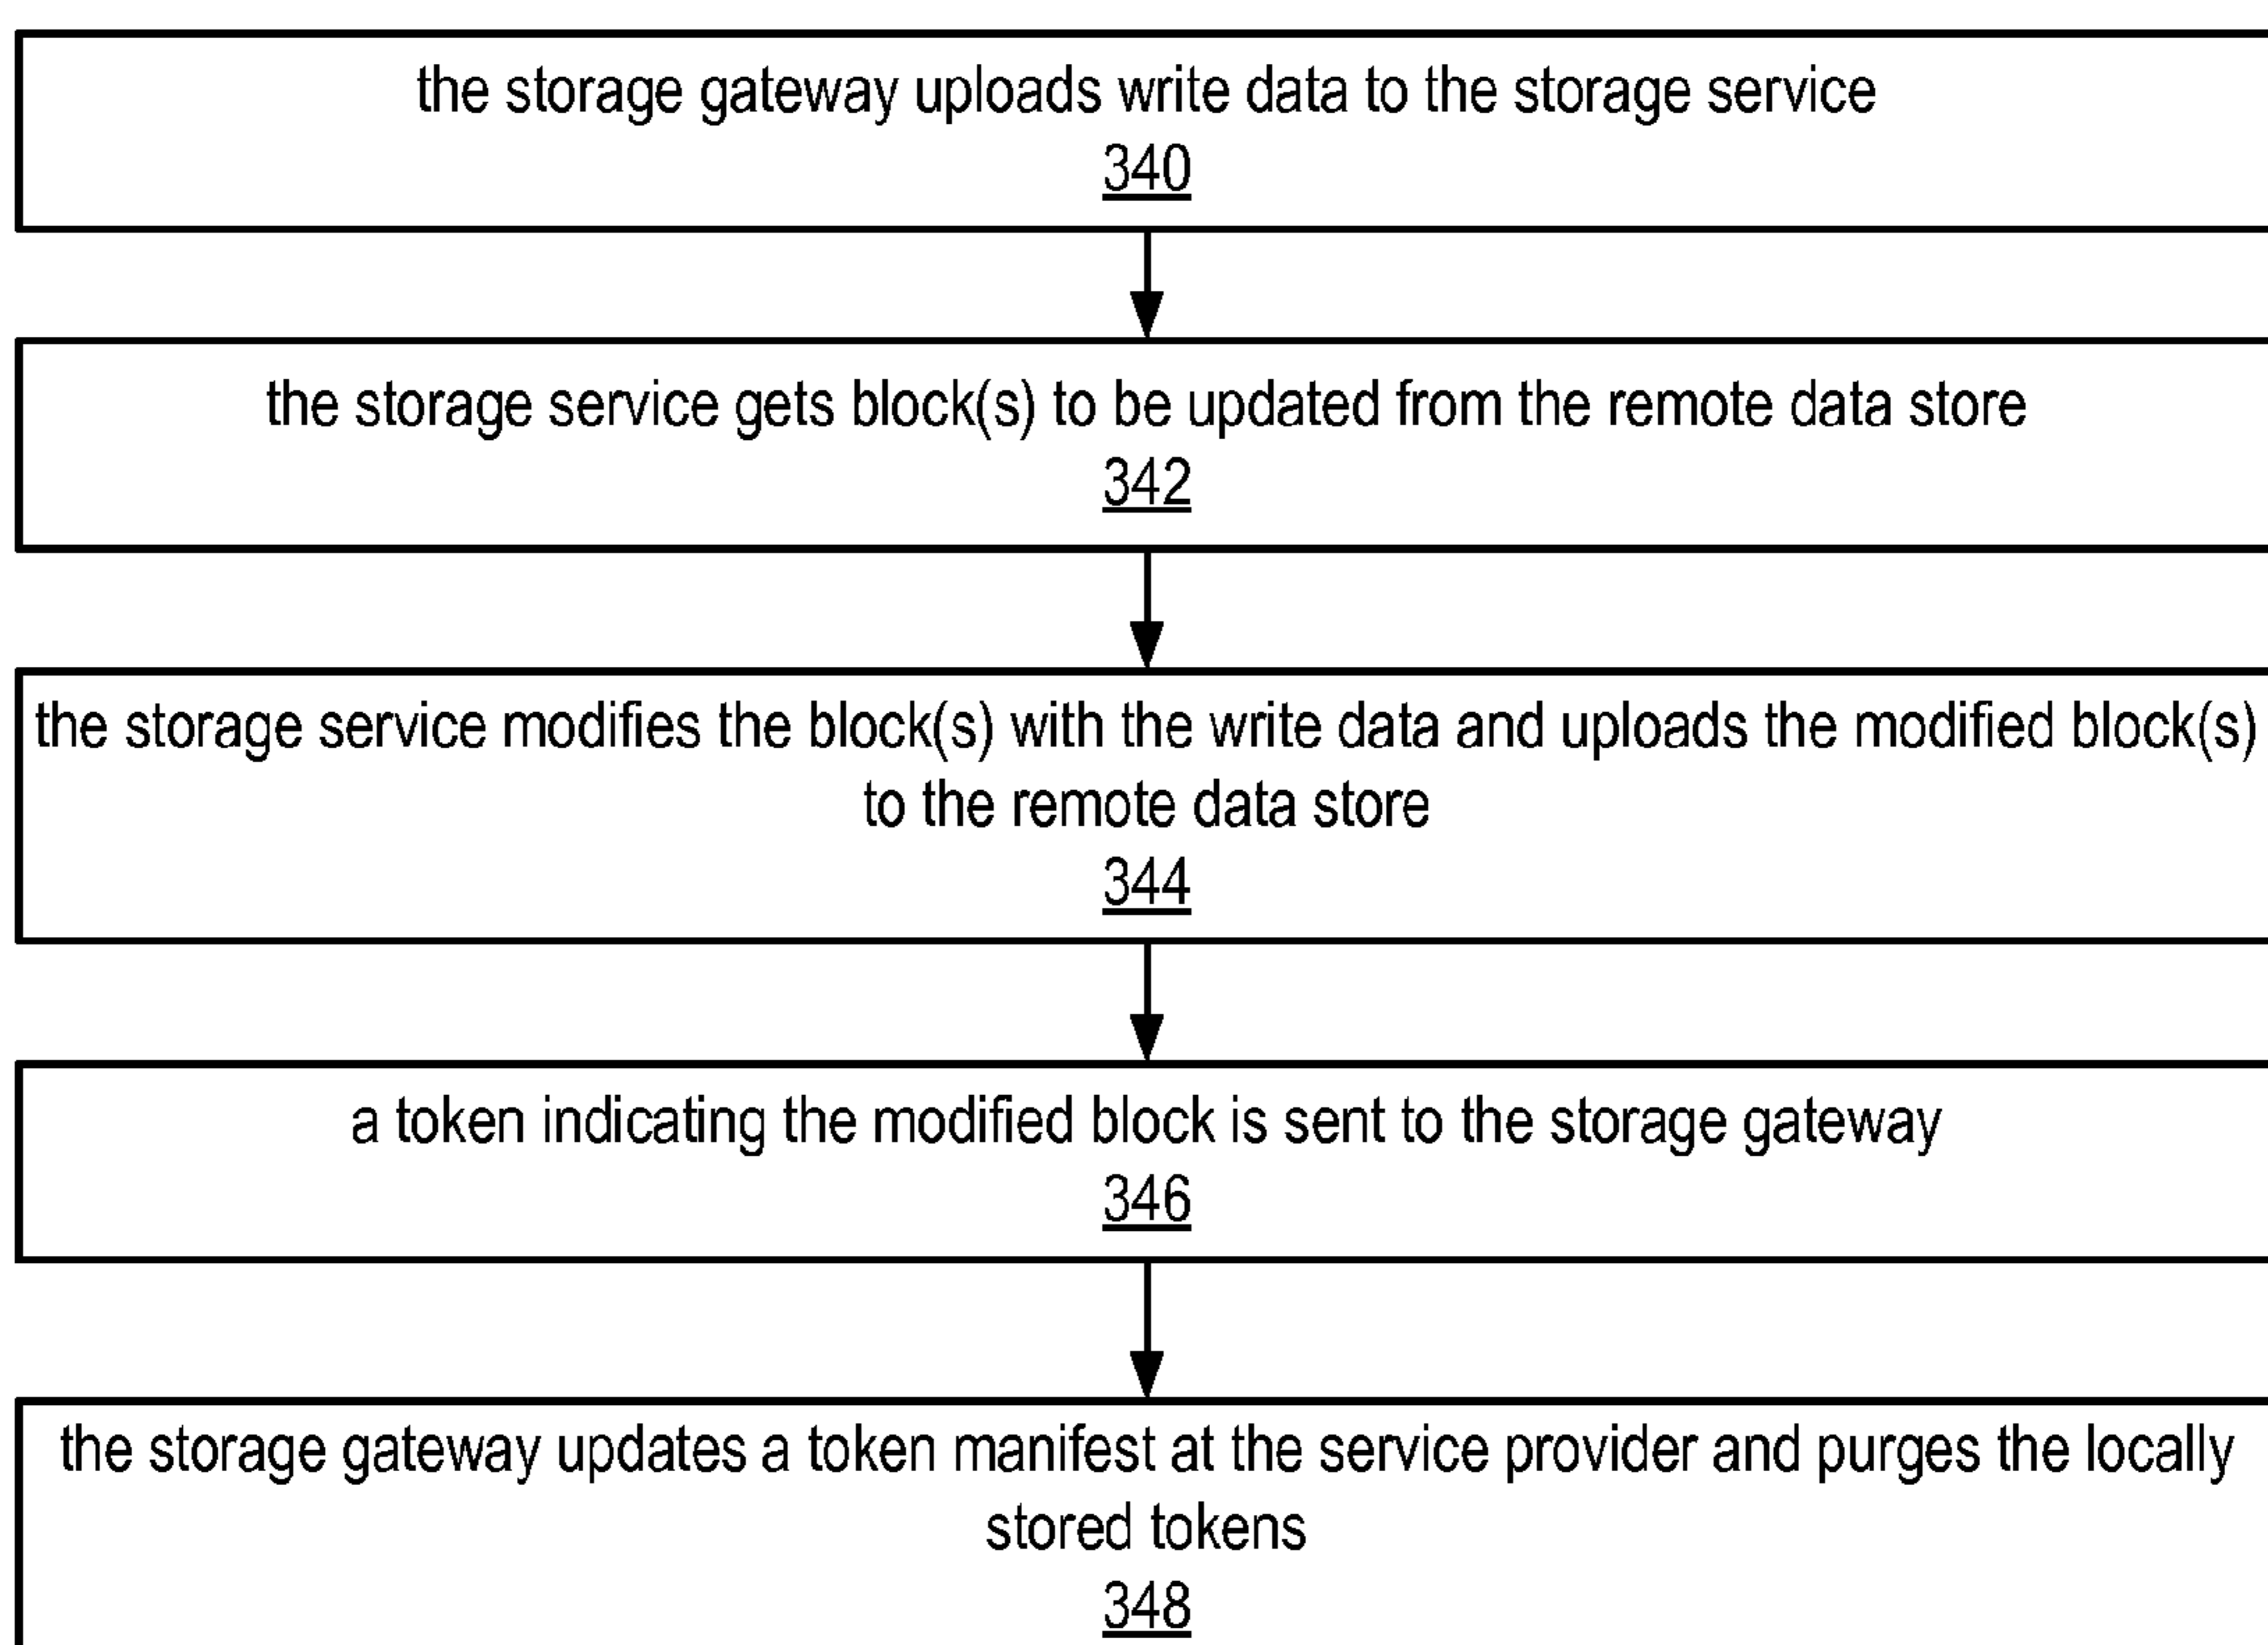 the storage gateway uploads write data to the storage service
340
the storage service gets block(s) to be updated from the remote data store
342
the storage service modifies the block(s) with the write data and uploads the modified block(s)
to the remote data store
344
a token indicating the modified block is sent to the storage gateway
346
the storage gateway updates a token manifest at the service provider and purges the locally
stored tokens
348